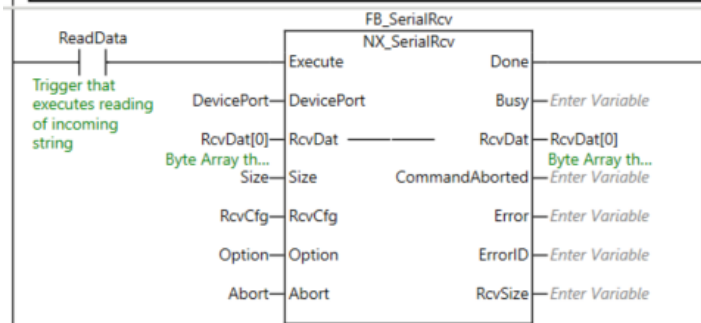 FB_SerialRcv
ReadData
NX_SerialRcv
Execute Done
Trigger that
executes reading
of incoming
string
DevicePort DevicePort Busy Enter Variable
RcvDat[0] RcvDat RcvDat RcvDat[0]
Byte Array th... Byte Array th...
Size Size CommandAborted Enter Variable
RcvCfg RcvCfg Error Enter Variable
Option Option ErrorID Enter Variable
Abort Abort RcvSize Enter Variable